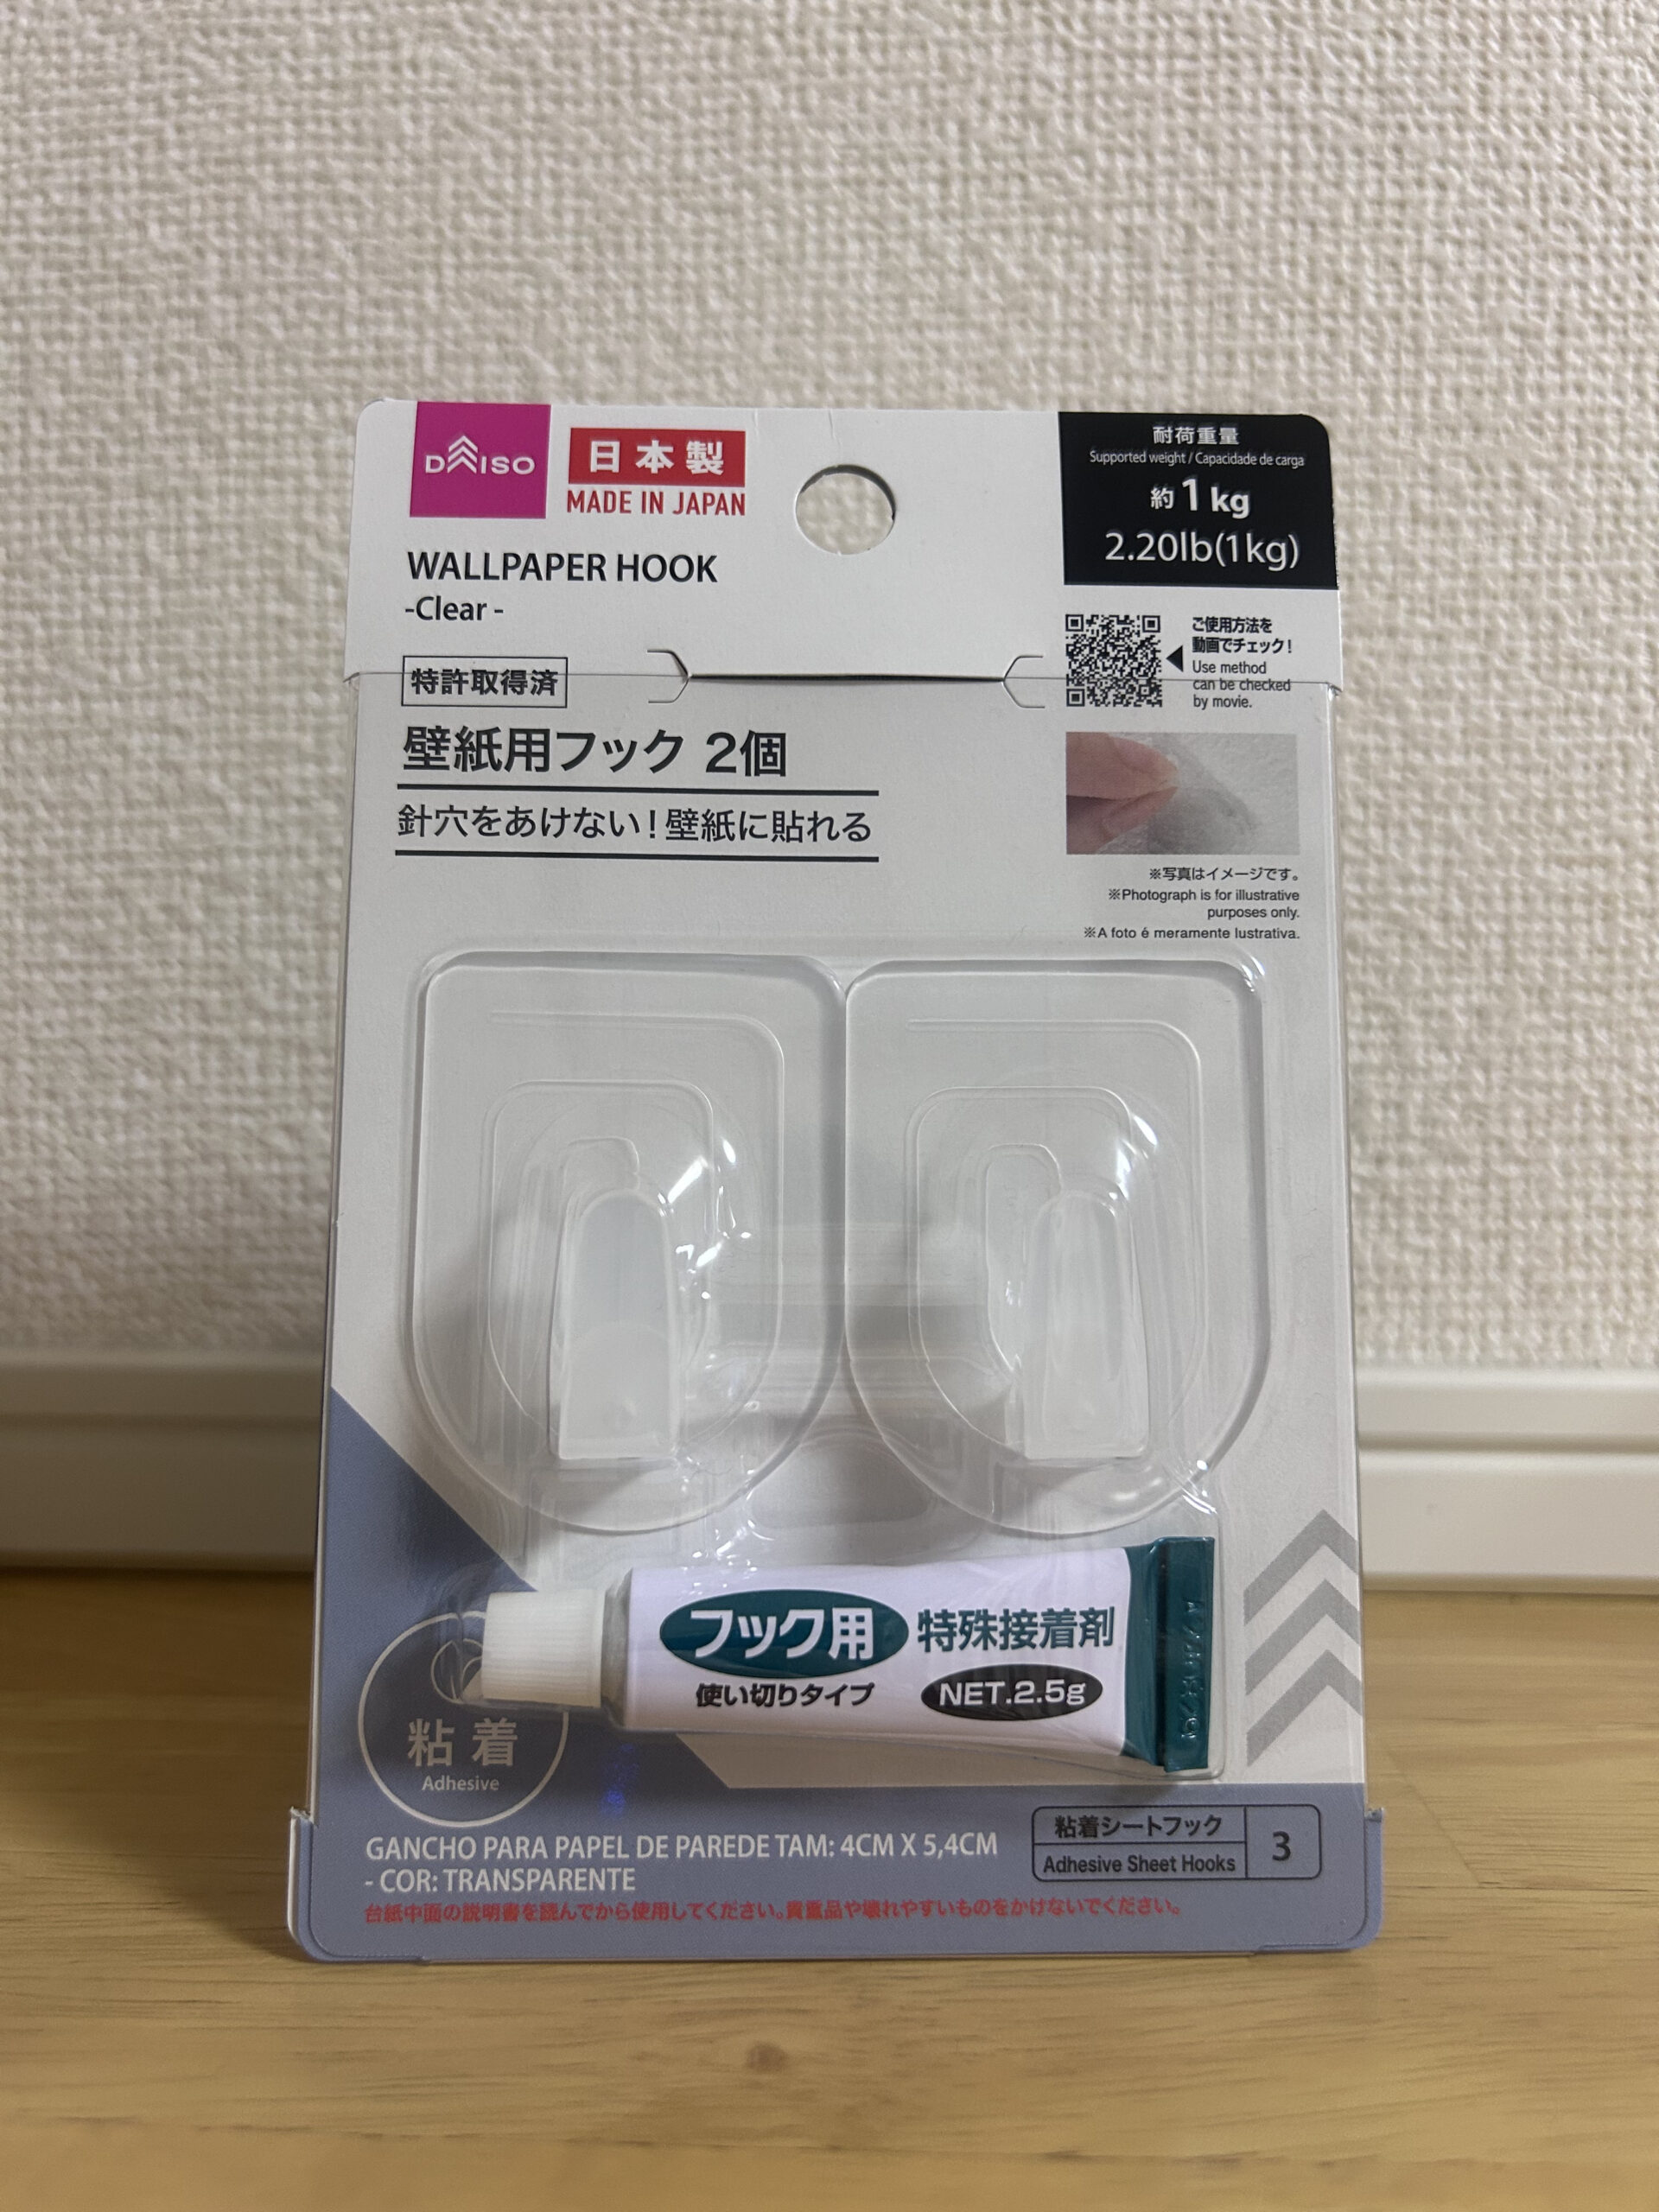 DAISO
日本製
MADE IN JAPAN
耐荷重量
Supported weight / Capacidade de carga
約1kg
2.20lb(1kg)
WALLPAPER HOOK
-Clear-
特許取得済
ご使用方法を
動画でチェック！
Use method
can be checked
by movie.
壁紙用フック 2個
針穴をあけない！壁紙に貼れる
※写真はイメージです。
※Photograph is for illustrative
purposes only.
※A foto é meramente lustrativa.
フック用 特殊接着剤
使い切りタイプ NET.2.5g
粘着
Adhesive
GANCHO PARA PAPEL DE PAREDE TAM: 4CM X 5,4CM
- COR: TRANSPARENTE
粘着シートフック
Adhesive Sheet Hooks
3
台紙中面の説明書を読んでから使用してください。貴重品や壊れやすいものをかけないでください。